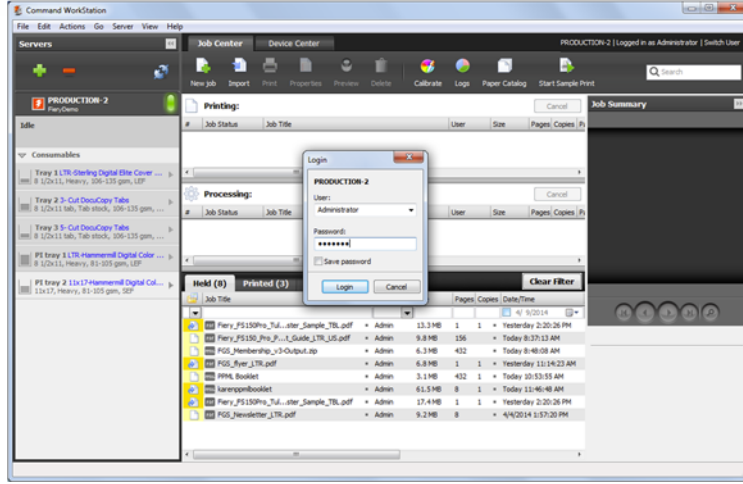 Command WorkStation
File Edit Actions Go Server View Help
Servers
Job Center Device Center
PRODUCTION-2 | Logged in as Administrator | Switch User
New job Import Print Properties Preview Delete Calibrate Logs Paper Catalog Start Sample Print
Search
PRODUCTION-2
FieryDemo
Idle
Consumables
Tray 1 LTR-Sterling Digital Elite Cover ...
8 1/2x11, Heavy, 106-135 gsm, LEF
Tray 2 3- Cut DocuCopy Tabs
8 1/2x11 tab, Tab stock, 106-135 gsm, ...
Tray 3 5- Cut DocuCopy Tabs
8 1/2x11 tab, Tab stock, 106-135 gsm, ...
PI tray 1 LTR-Hammermill Digital Color ...
8 1/2x11, Heavy, 81-105 gsm, LEF
PI tray 2 11x17-Hammermill Digital Col...
11x17, Heavy, 81-105 gsm, SEF
Printing:
Cancel
# Job Status Job Title User Size Pages Copies
Processing:
Cancel
# Job Status Job Title User Size Pages Copies
Login
PRODUCTION-2
User:
Administrator
Password:
Save password
Login Cancel
Job Summary
Held (8) Printed (3)
Clear Filter
Job Title Pages Copies Date/Time
4/ 9/2014
Fiery_FS150Pro_Tul...ster_Sample_TBL.pdf Admin 13.3 MB 1 1 Yesterday 2:20:26 PM
Fiery_FS150_Pro_P...t_Guide_LTR_US.pdf Admin 9.8 MB 156 Today 8:37:13 AM
FGS_Membership_v3-Output.zip Admin 6.3 MB 432 Today 8:48:08 AM
FGS_flyer_LTR.pdf Admin 6.8 MB 1 1 Yesterday 11:14:23 AM
PPML Booklet Admin 3.1 MB 432 1 Today 10:53:55 AM
karenppmlbooklet Admin 61.5 MB 8 1 Today 11:46:48 AM
Fiery_FS150Pro_Tul...ster_Sample_TBL.pdf Admin 17.4 MB 1 1 Yesterday 2:20:26 PM
FGS_Newsletter_LTR.pdf Admin 9.2 MB 8 4/4/2014 1:57:20 PM